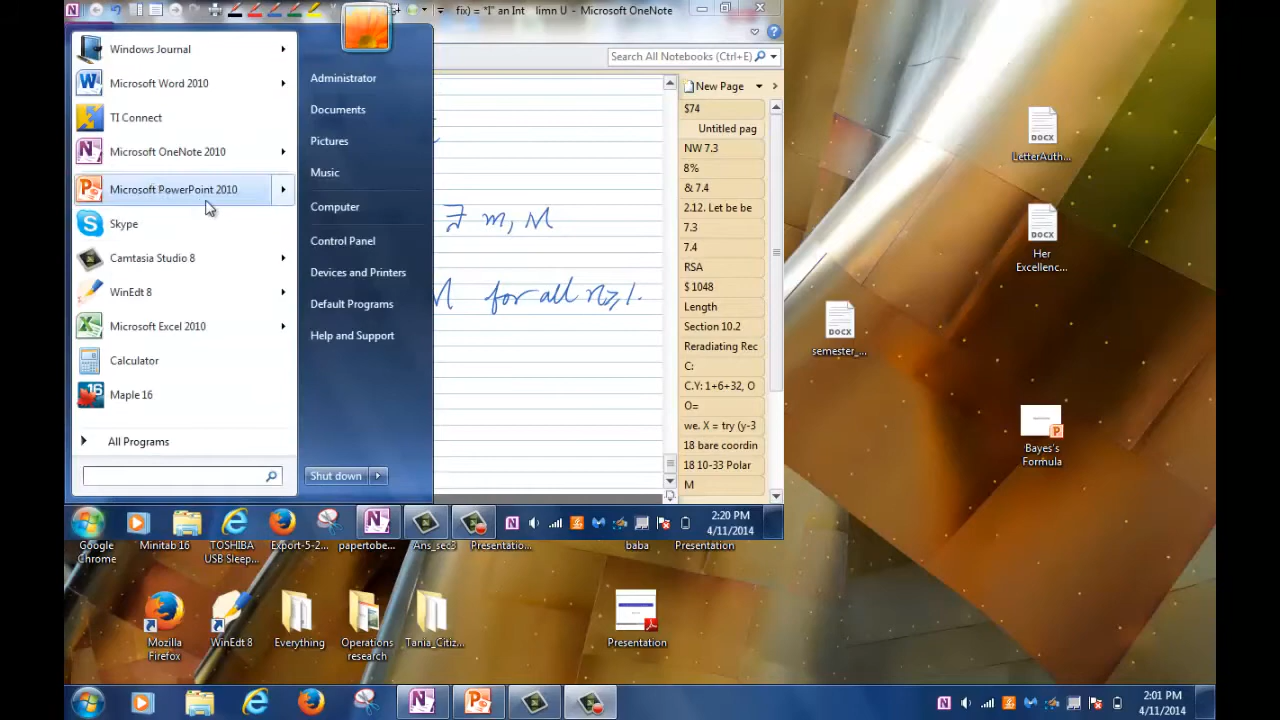 fx) = "I" an Int limn U - Microsoft OneNote
Search All Notebooks (Ctrl+E)
New Page
$74
Untitled pag
NW 7.3
8%
& 7.4
2.12. Let be be
7.3
7.4
RSA
$ 1048
Length
Section 10.2
Reradiating Rec
C:
C.Y: 1+6+32, O
O=
we. X = try (y-3
18 bare coordin
18 10-33 Polar
M
∃ m, M
M for all n≥1.
Windows Journal
Microsoft Word 2010
TI Connect
Microsoft OneNote 2010
Microsoft PowerPoint 2010
Skype
Camtasia Studio 8
WinEdt 8
Microsoft Excel 2010
Calculator
16
Maple 16
All Programs
Administrator
Documents
Pictures
Music
Computer
Control Panel
Devices and Printers
Default Programs
Help and Support
Shut down
2:20 PM
4/11/2014
DOCX
LetterAuth...
DOCX
Her
Excellenc...
DOCX
semester_...
Bayes's
Formula
Google
Chrome
Minitab 16
TOSHIBA
USB Sleep...
Export-5-2...
papertobe...
Ans_sec3
Presentatio...
baba
Presentation
Mozilla
Firefox
WinEdt 8
Everything
Operations
research
Tania_Citiz...
Presentation
2:01 PM
4/11/2014